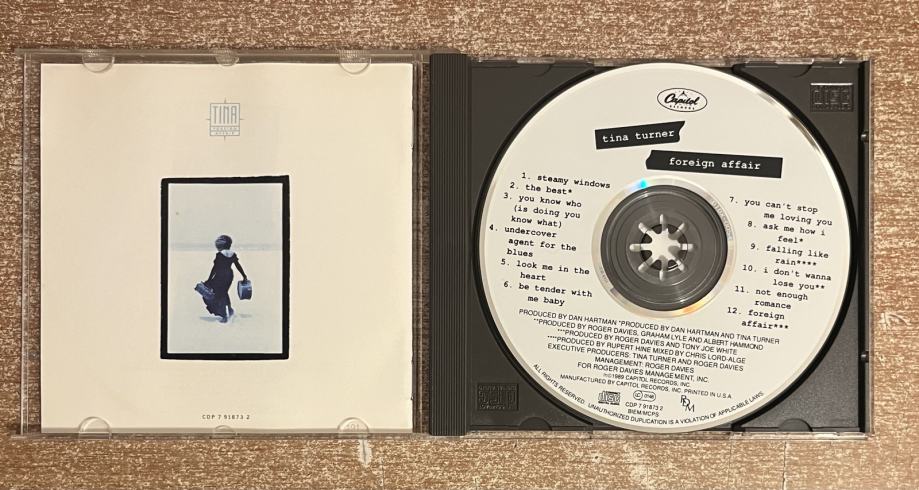 TINA
FOREIGN
AFFAIR
CDP 7 91873 2
Capitol
RECORDS
tina turner
foreign affair
1. steamy windows
2. the best*
3. you know who
(is doing you
know what)
4. undercover
agent for the
blues
5. look me in the
heart
6. be tender with
me baby
7. you can't stop
me loving you
8. ask me how i
feel*
9. falling like
rain****
10. i don't wanna
lose you**
11. not enough
romance
12. foreign
affair***
PRODUCED BY DAN HARTMAN *PRODUCED BY DAN HARTMAN AND TINA TURNER
**PRODUCED BY ROGER DAVIES, GRAHAM LYLE AND ALBERT HAMMOND
***PRODUCED BY ROGER DAVIES AND TONY JOE WHITE
****PRODUCED BY RUPERT HINE MIXED BY CHRIS LORD-ALGE
EXECUTIVE PRODUCERS: TINA TURNER AND ROGER DAVIES
MANAGEMENT: ROGER DAVIES
FOR ROGER DAVIES MANAGEMENT, INC.
℗©1989 CAPITOL RECORDS, INC.
MANUFACTURED BY CAPITOL RECORDS, INC. PRINTED IN U.S.A.
ALL RIGHTS RESERVED. UNAUTHORIZED DUPLICATION IS A VIOLATION OF APPLICABLE LAWS.
CDP 7 91873 2
BIEM/MCPS